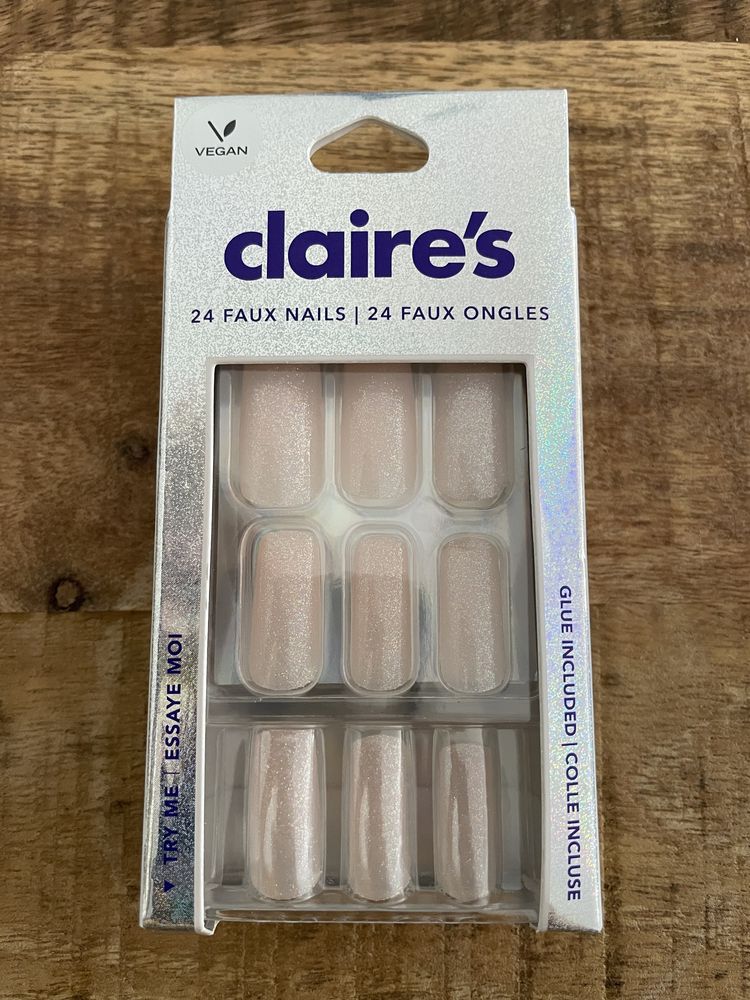 VEGAN
claire's
24 FAUX NAILS | 24 FAUX ONGLES
TRY ME | ESSAYE MOI
GLUE INCLUDED | COLLE INCLUSE